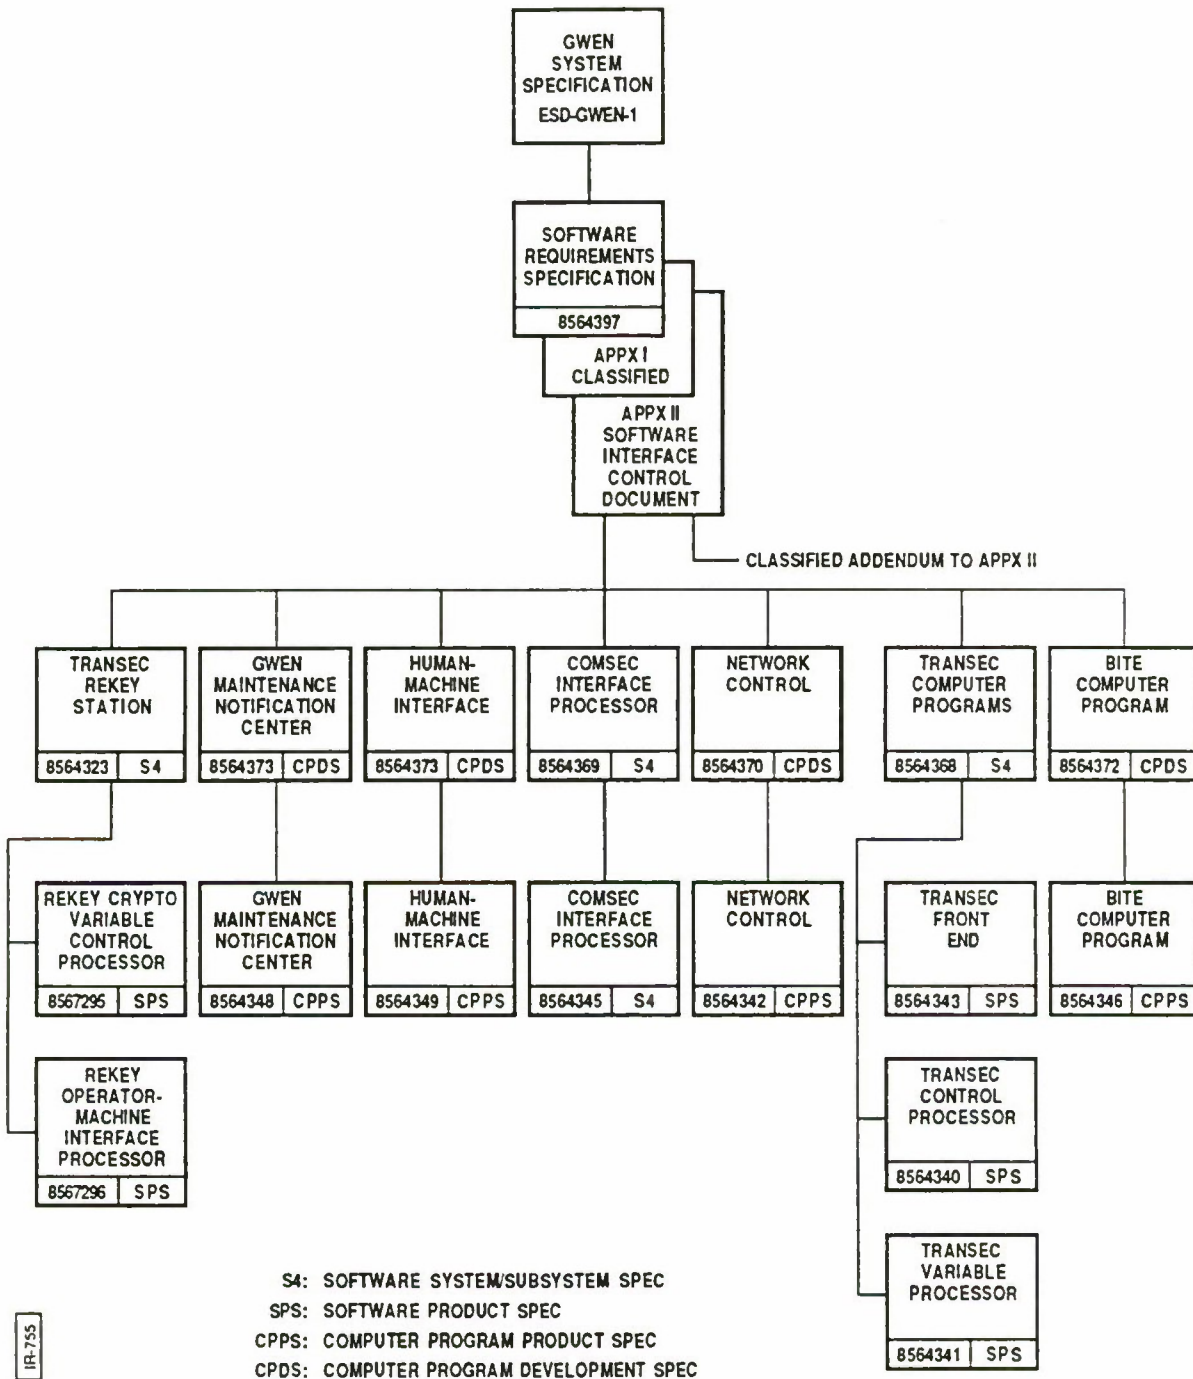 GWEN
SYSTEM
SPECIFICATION
ESD-GWEN-1
SOFTWARE
REQUIREMENTS
SPECIFICATION
8564397
APPX I
CLASSIFIED
APPX II
SOFTWARE
INTERFACE
CONTROL
DOCUMENT
CLASSIFIED ADDENDUM TO APPX II
TRANSEC
REKEY
STATION
8564323 S4
GWEN
MAINTENANCE
NOTIFICATION
CENTER
8564373 CPDS
HUMAN-
MACHINE
INTERFACE
8564373 CPDS
COMSEC
INTERFACE
PROCESSOR
8564369 S4
NETWORK
CONTROL
8564370 CPDS
TRANSEC
COMPUTER
PROGRAMS
8564368 S4
BITE
COMPUTER
PROGRAM
8564372 CPDS
REKEY CRYPTO
VARIABLE
CONTROL
PROCESSOR
8567295 SPS
GWEN
MAINTENANCE
NOTIFICATION
CENTER
8564348 CPPS
HUMAN-
MACHINE
INTERFACE
8564349 CPPS
COMSEC
INTERFACE
PROCESSOR
8564345 S4
NETWORK
CONTROL
8564342 CPPS
TRANSEC
FRONT
END
8564343 SPS
BITE
COMPUTER
PROGRAM
8564346 CPPS
REKEY
OPERATOR-
MACHINE
INTERFACE
PROCESSOR
8567296 SPS
TRANSEC
CONTROL
PROCESSOR
8564340 SPS
TRANSEC
VARIABLE
PROCESSOR
8564341 SPS
S4: SOFTWARE SYSTEM/SUBSYSTEM SPEC
SPS: SOFTWARE PRODUCT SPEC
CPPS: COMPUTER PROGRAM PRODUCT SPEC
CPDS: COMPUTER PROGRAM DEVELOPMENT SPEC
IR-755